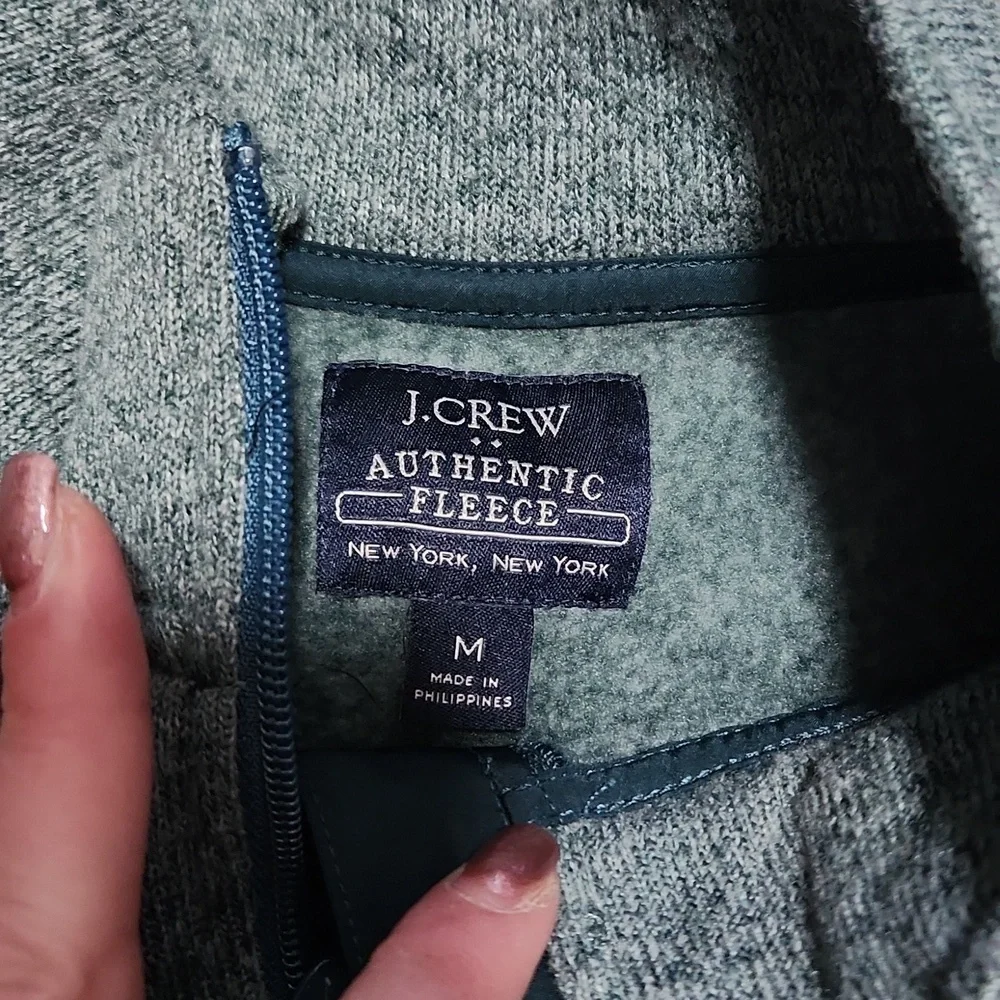 J.CREW
AUTHENTIC
FLEECE
NEW YORK, NEW YORK
M
MADE IN
PHILIPPINES